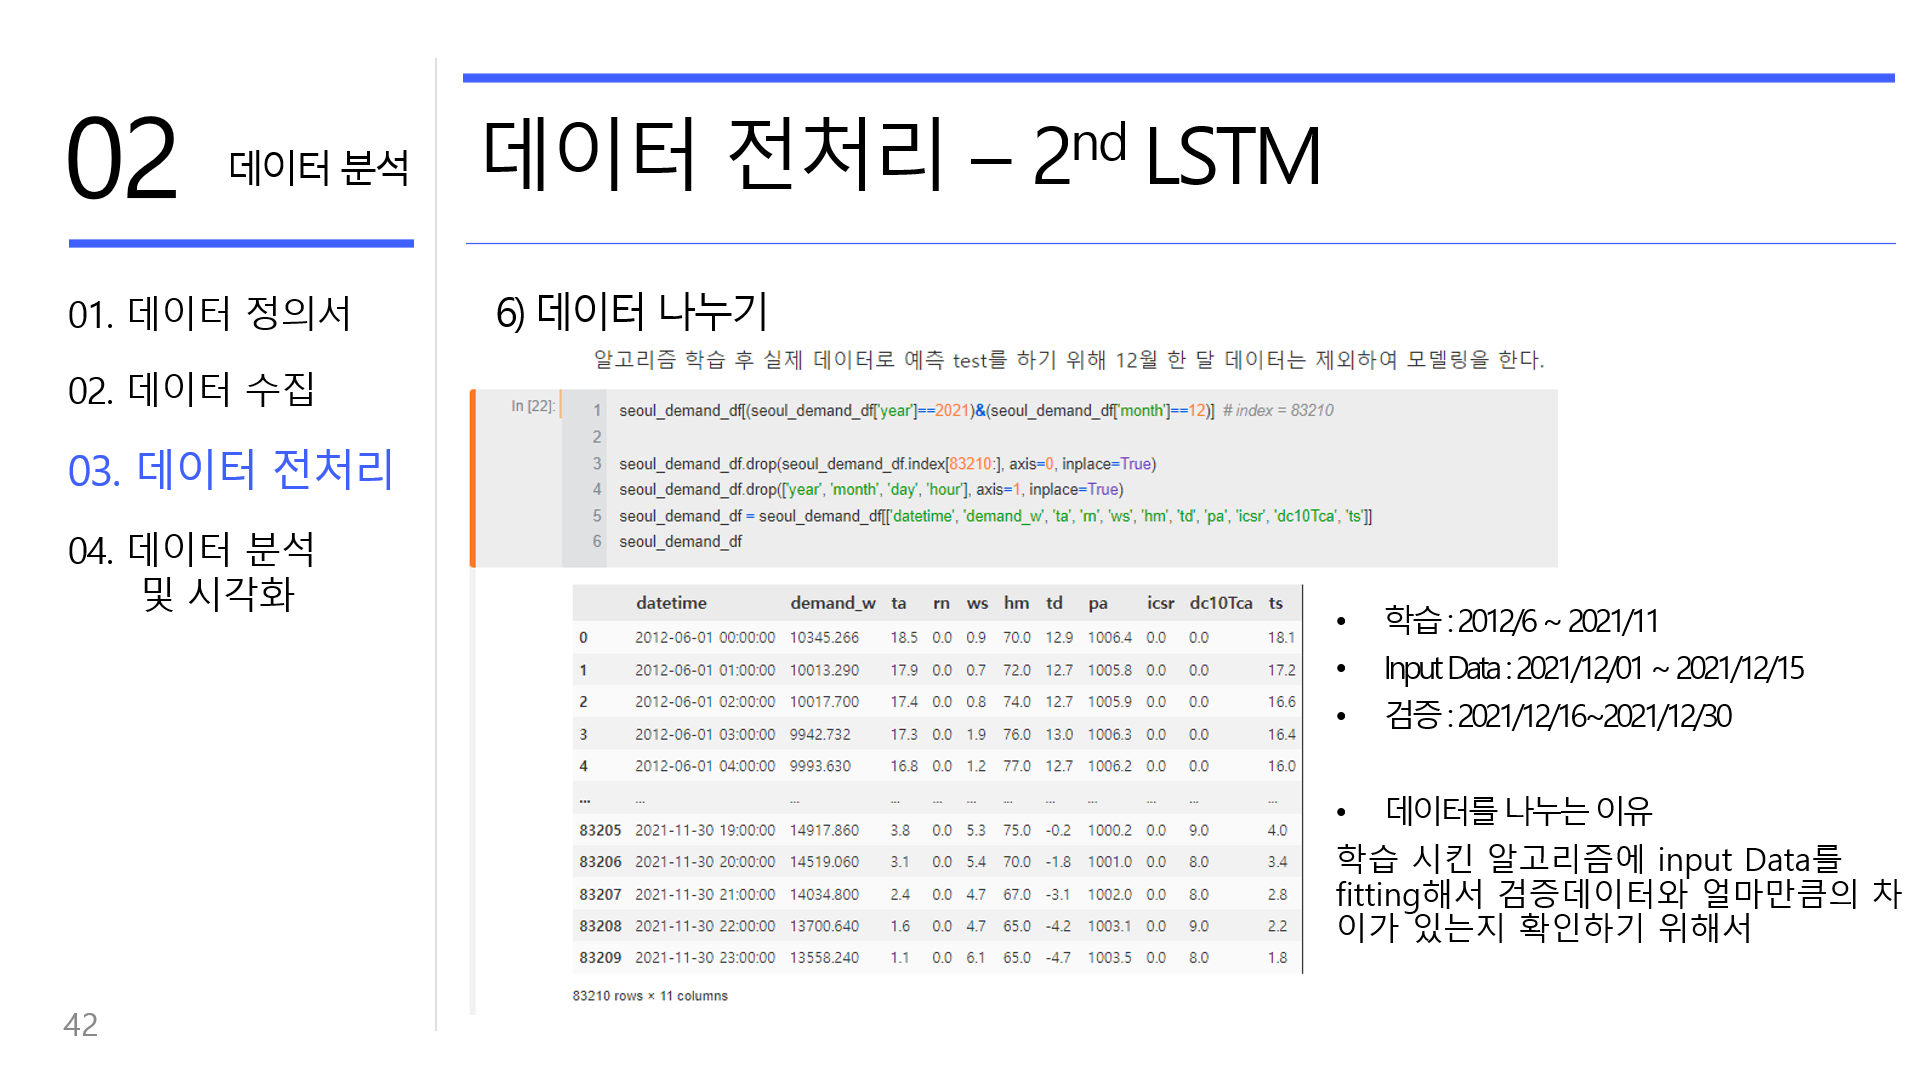 02 데이터 분석
01. 데이터 정의서
02. 데이터 수집
03. 데이터 전처리
04. 데이터 분석
및 시각화
42
데이터 전처리 – 2nd LSTM
6) 데이터 나누기
알고리즘 학습 후 실제 데이터로 예측 test를 하기 위해 12월 한 달 데이터는 제외하여 모델링을 한다.
In [22]:
1 seoul_demand_df[(seoul_demand_df['year']==2021)&(seoul_demand_df['month']==12)] # index = 83210
2
3 seoul_demand_df.drop(seoul_demand_df.index[83210:], axis=0, inplace=True)
4 seoul_demand_df.drop(['year', 'month', 'day', 'hour'], axis=1, inplace=True)
5 seoul_demand_df = seoul_demand_df[['datetime', 'demand_w', 'ta', 'rn', 'ws', 'hm', 'td', 'pa', 'icsr', 'dc10Tca', 'ts']]
6 seoul_demand_df
datetime demand_w ta rn ws hm td pa icsr dc10Tca ts
0 2012-06-01 00:00:00 10345.266 18.5 0.0 0.9 70.0 12.9 1006.4 0.0 0.0 18.1
1 2012-06-01 01:00:00 10013.290 17.9 0.0 0.7 72.0 12.7 1005.8 0.0 0.0 17.2
2 2012-06-01 02:00:00 10017.700 17.4 0.0 0.8 74.0 12.7 1005.9 0.0 0.0 16.6
3 2012-06-01 03:00:00 9942.732 17.3 0.0 1.9 76.0 13.0 1006.3 0.0 0.0 16.4
4 2012-06-01 04:00:00 9993.630 16.8 0.0 1.2 77.0 12.7 1006.2 0.0 0.0 16.0
... ... ... ... ... ... ... ... ... ... ... ...
83205 2021-11-30 19:00:00 14917.860 3.8 0.0 5.3 75.0 -0.2 1000.2 0.0 9.0 4.0
83206 2021-11-30 20:00:00 14519.060 3.1 0.0 5.4 70.0 -1.8 1001.0 0.0 8.0 3.4
83207 2021-11-30 21:00:00 14034.800 2.4 0.0 4.7 67.0 -3.1 1002.0 0.0 8.0 2.8
83208 2021-11-30 22:00:00 13700.640 1.6 0.0 4.7 65.0 -4.2 1003.1 0.0 9.0 2.2
83209 2021-11-30 23:00:00 13558.240 1.1 0.0 6.1 65.0 -4.7 1003.5 0.0 8.0 1.8
83210 rows × 11 columns
• 학습 : 2012/6 ~ 2021/11
• Input Data : 2021/12/01 ~ 2021/12/15
• 검증 : 2021/12/16~2021/12/30
• 데이터를 나누는 이유
학습 시킨 알고리즘에 input Data를
fitting해서 검증데이터와 얼마만큼의 차
이가 있는지 확인하기 위해서